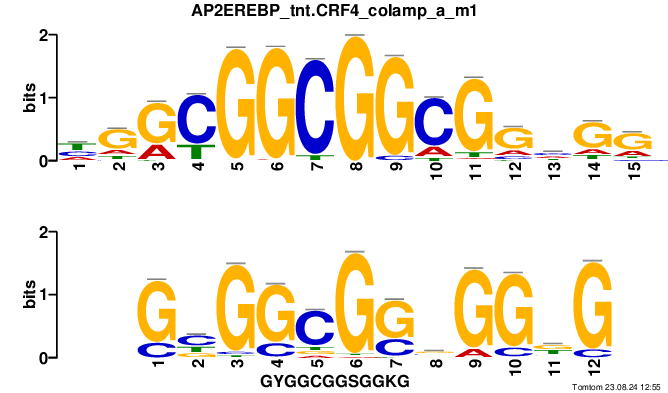 AP2EREBP_tnt.CRF4_colamp_a_m1
2
1
0
bits
1 2 3 4 5 6 7 8 9 10 11 12 13 14 15
2
1
0
bits
1 2 3 4 5 6 7 8 9 10 11 12
GYGGCGGSGGKG
Tomtom 23.08.24 12:55